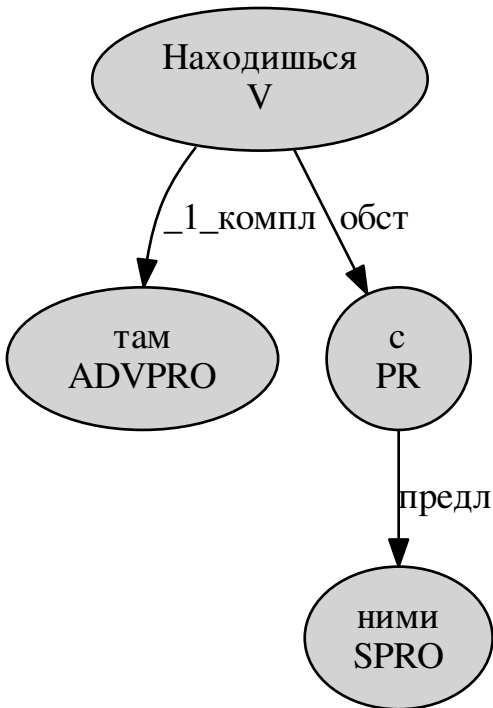 Находишься
V
_1_компл
обст
там
ADVPRO
с
PR
предл
ними
SPRO